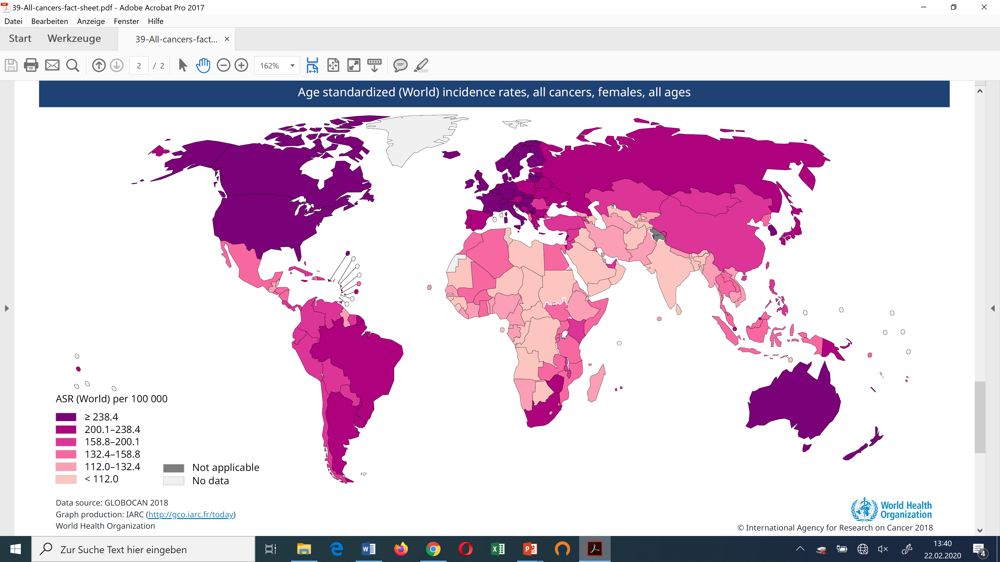 39-All-cancers-fact-sheet.pdf - Adobe Acrobat Pro 2017
Datei Bearbeiten Anzeige Fenster Hilfe
Start Werkzeuge 39-All-cancers-fact... ×
2 / 2 162%
Age standardized (World) incidence rates, all cancers, females, all ages
ASR (World) per 100 000
≥ 238.4
200.1–238.4
158.8–200.1
132.4–158.8
112.0–132.4
< 112.0
Not applicable
No data
Data source: GLOBOCAN 2018
Graph production: IARC (http://gco.iarc.fr/today)
World Health Organization
World Health
Organization
© International Agency for Research on Cancer 2018
Zur Suche Text hier eingeben
13:40
22.02.2020
4